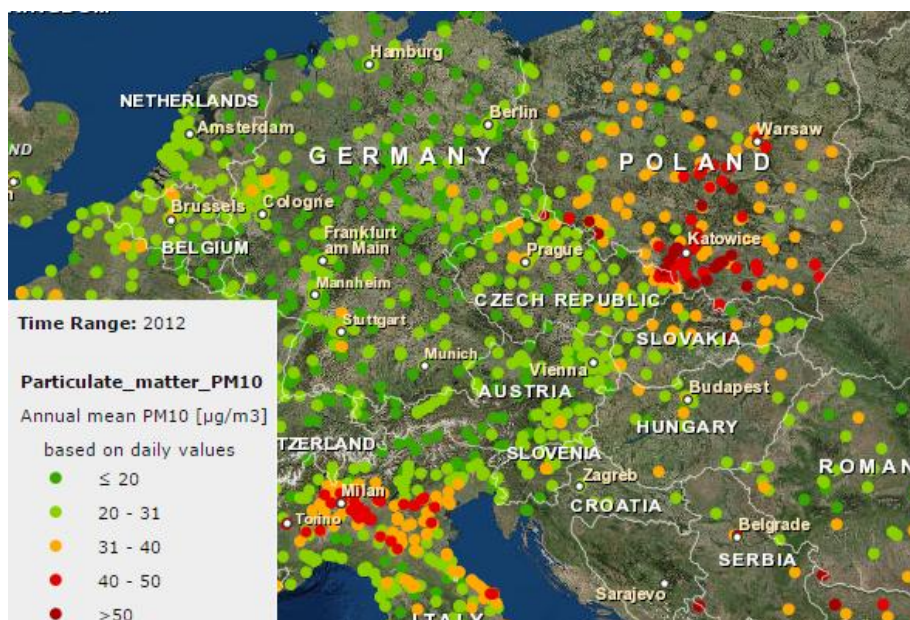 Hamburg
NETHERLANDS
Amsterdam
Berlin
Warsaw
GERMANY
POLAND
Brussels
Cologne
BELGIUM
Frankfurt
am Main
Katowice
Prague
Mannheim
CZECH REPUBLIC
Stuttgart
SLOVAKIA
Munich
Vienna
AUSTRIA
Budapest
HUNGARY
TZERLAND
SLOVENIA
ROMAN
Zagreb
CROATIA
Milan
Torino
Belgrade
SERBIA
Sarajevo
ITALY
Time Range: 2012
Particulate_matter_PM10
Annual mean PM10 [µg/m3]
based on daily values
≤ 20
20 - 31
31 - 40
40 - 50
>50